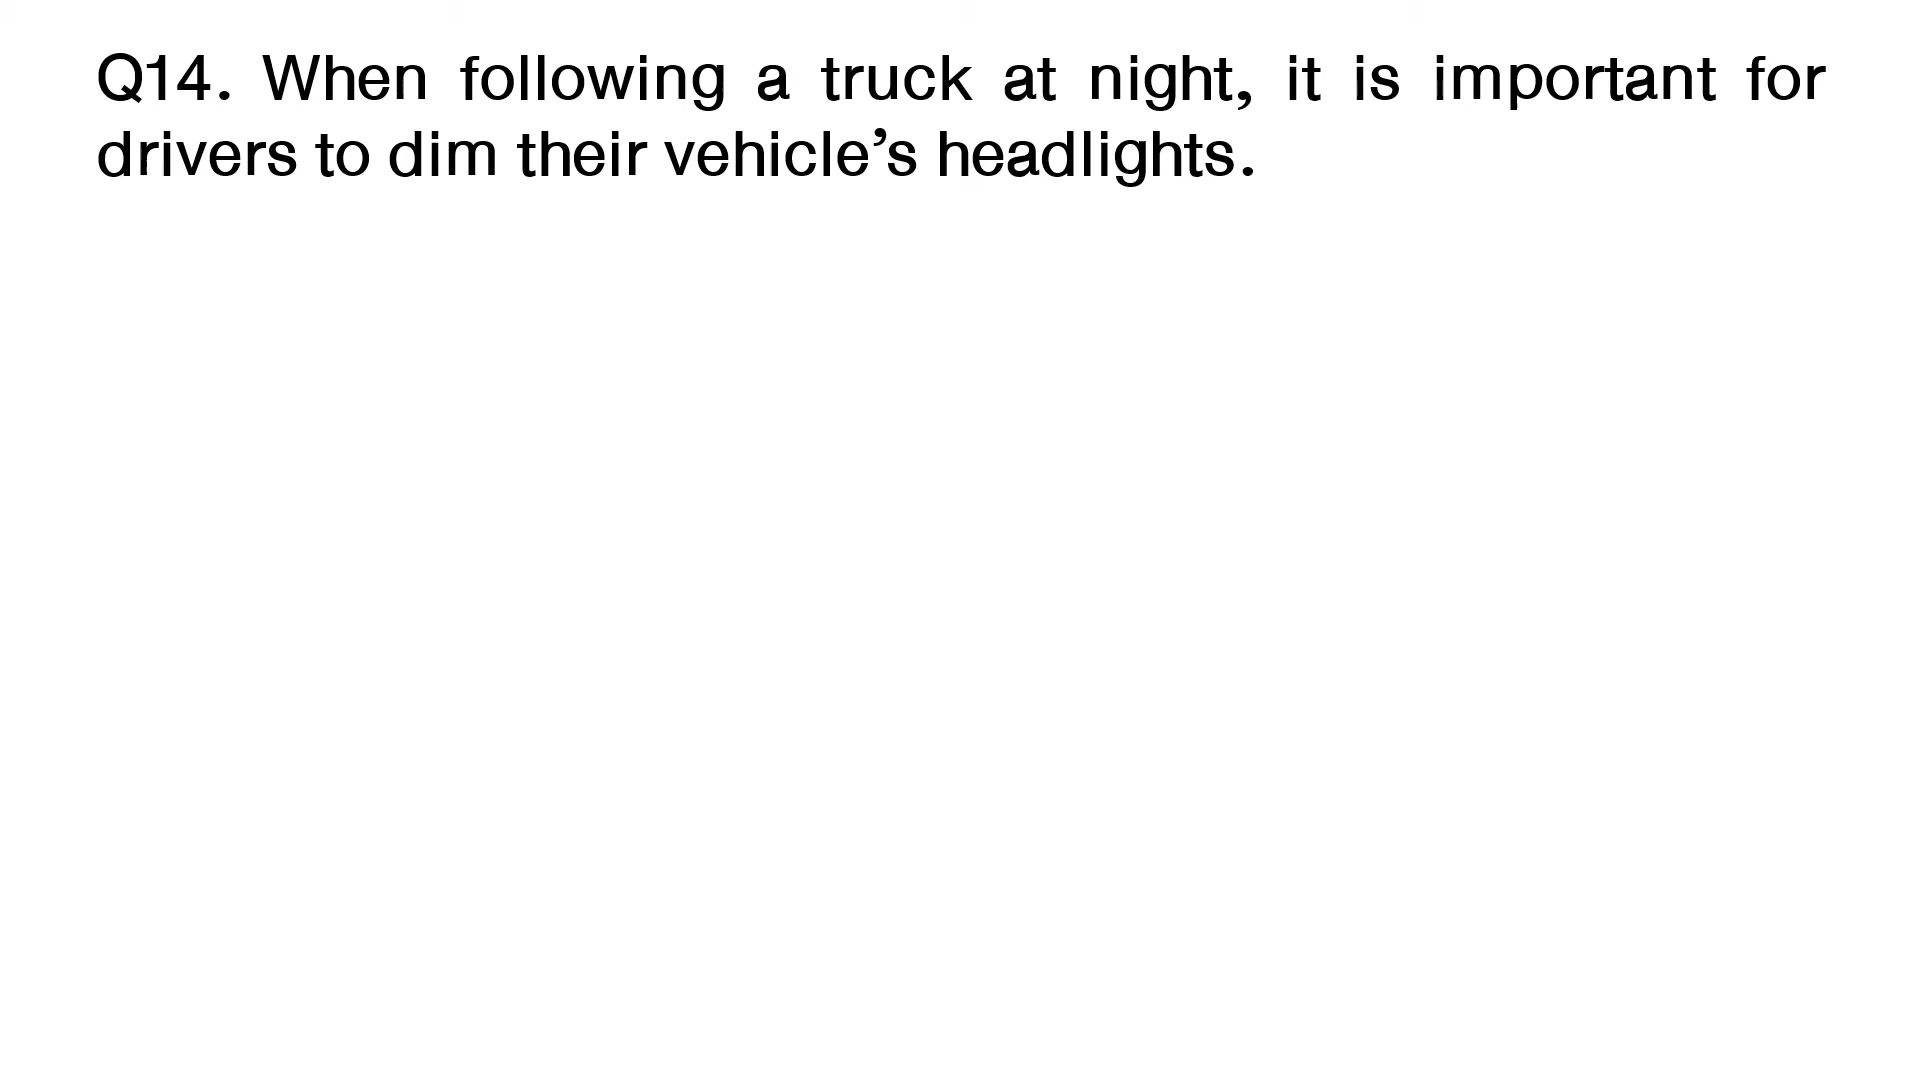 Q14. When following a truck at night, it is important for
drivers to dim their vehicle’s headlights.